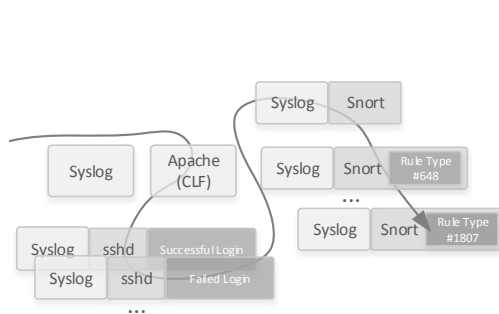 Syslog Snort
Syslog Apache
(CLF)
Syslog Snort Rule Type
#648
...
Syslog Snort Rule Type
#1807
Syslog sshd Successful Login
Syslog sshd Failed Login
...